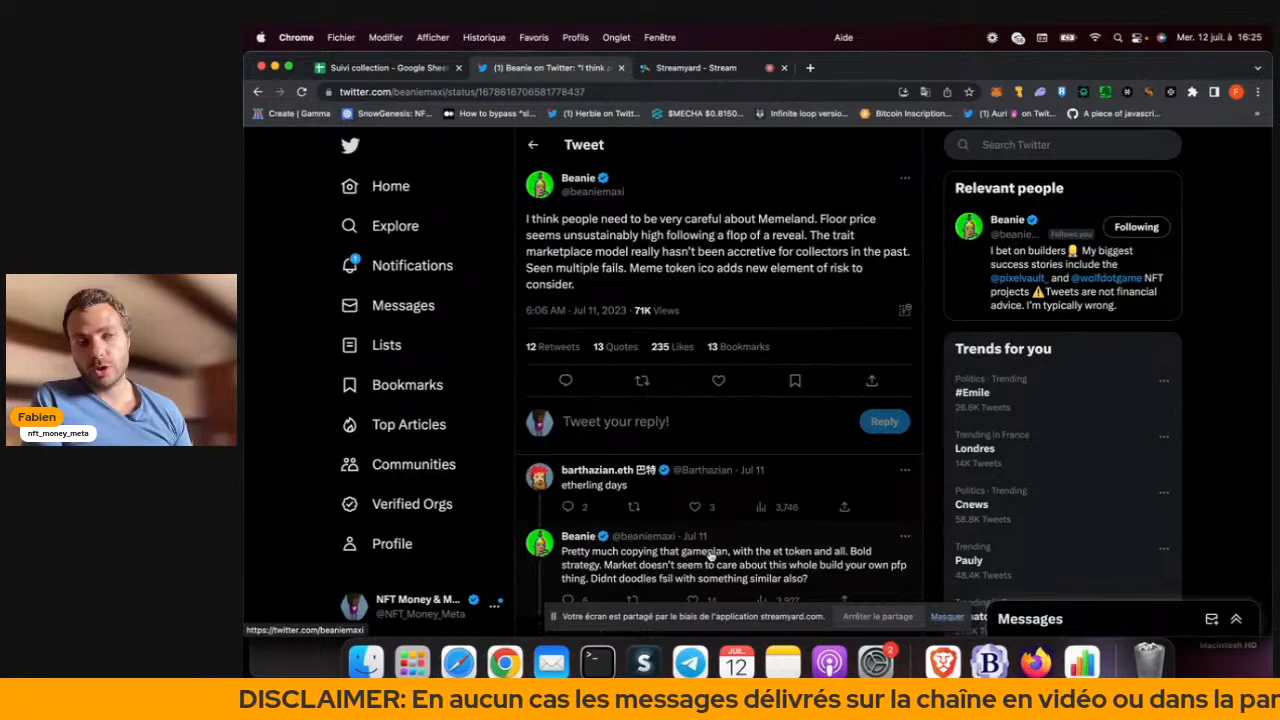 Chrome Fichier Modifier Afficher Historique Favoris Profils Onglet Fenêtre Aide Mer. 12 juil. à 16:25
Suivi collection - Google Shee
(1) Beanie on Twitter: "I think p
Streamyard - Stream
twitter.com/beaniemaxi/status/1678616706581778437
Create | Gamma
SnowGenesis: NF...
How to bypass "sl...
(1) Herbie on Twitt...
$MECHA $0.8150...
Infinite loop versio...
Bitcoin Inscription...
(1) Auri on Twit...
A piece of javascri...
Home
Explore
Notifications
1
Messages
Lists
Bookmarks
Top Articles
Communities
Verified Orgs
Profile
NFT Money & M...
@NFT_Money_Meta
https://twitter.com/beaniemaxi
Tweet
Beanie
@beaniemaxi
I think people need to be very careful about Memeland. Floor price
seems unsustainably high following a flop of a reveal. The trait
marketplace model really hasn't been accretive for collectors in the past.
Seen multiple fails. Meme token ico adds new element of risk to
consider.
6:06 AM · Jul 11, 2023 · 71K Views
12 Retweets 13 Quotes 235 Likes 13 Bookmarks
Tweet your reply!
Reply
barthazian.eth 巴特 @Barthazian · Jul 11
etherling days
2 3 3,746
Beanie @beaniemaxi · Jul 11
Pretty much copying that gameplan, with the et token and all. Bold
strategy. Market doesn't seem to care about this whole build your own pfp
thing. Didnt doodles fsil with something similar also?
Search Twitter
Relevant people
Beanie
@beanie... Follows you
Following
I bet on builders My biggest
success stories include the
@pixelvault_ and @wolfdotgame NFT
projects Tweets are not financial
advice. I'm typically wrong.
Trends for you
Politics · Trending
#Emile
26.6K Tweets
Trending in France
Londres
14K Tweets
Politics · Trending
Cnews
58.8K Tweets
Trending
Pauly
48.4K Tweets
Votre écran est partagé par le biais de l'application streamyard.com.
Arrêter le partage
Masquer
Messages
Macintosh HD
JUIL.
12
2
Fabien
nft_money_meta
DISCLAIMER: En aucun cas les messages délivrés sur la chaîne en vidéo ou dans la par